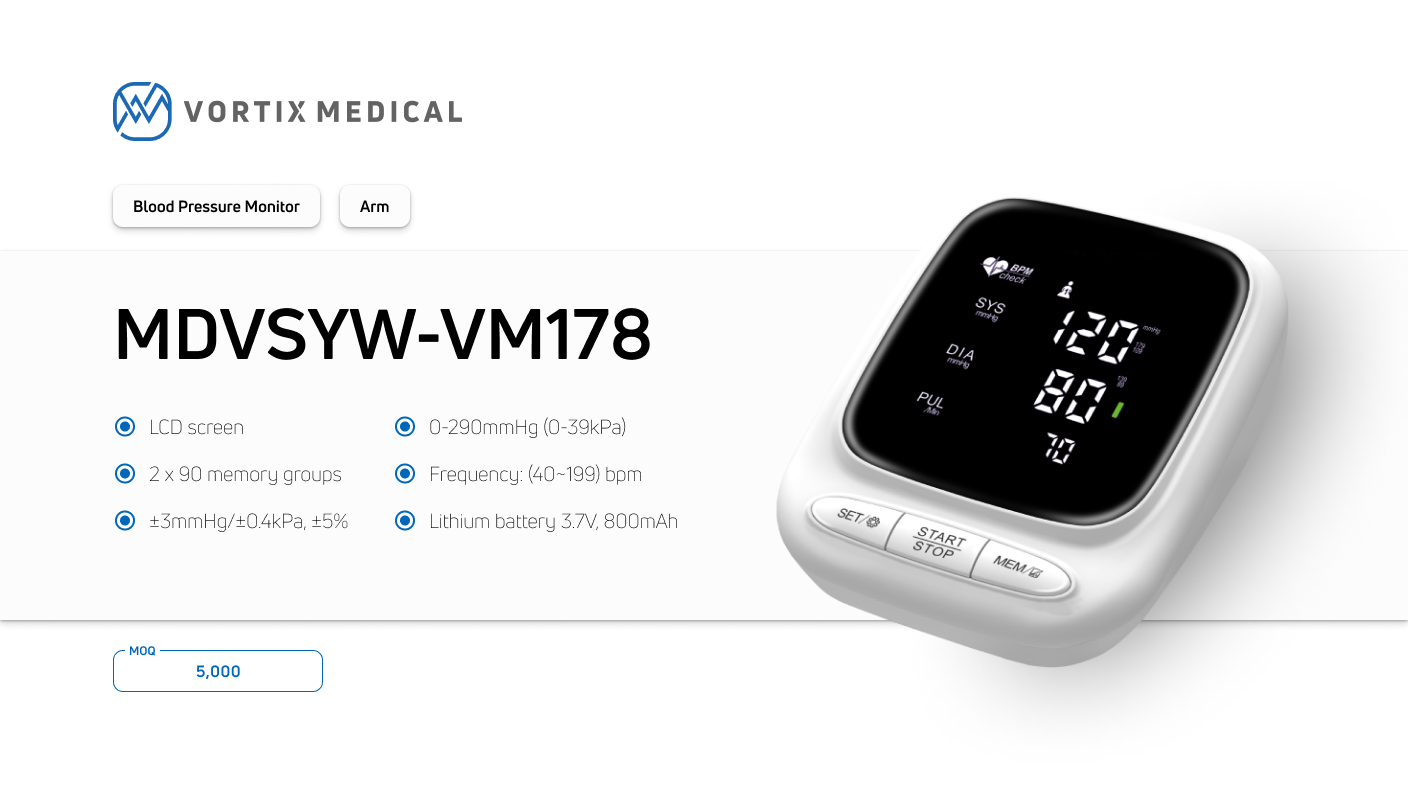 VORTIX MEDICAL
Blood Pressure Monitor
Arm
MDVSYW-VM178
LCD screen
0-290mmHg (0-39kPa)
2 x 90 memory groups
Frequency: (40~199) bpm
±3mmHg/±0.4kPa, ±5%
Lithium battery 3.7V, 800mAh
MOQ
5,000
BPM
check
SYS
mmHg
120
mmHg
DIA
mmHg
80
PUL
/Min
70
SET/
START
STOP
MEM/